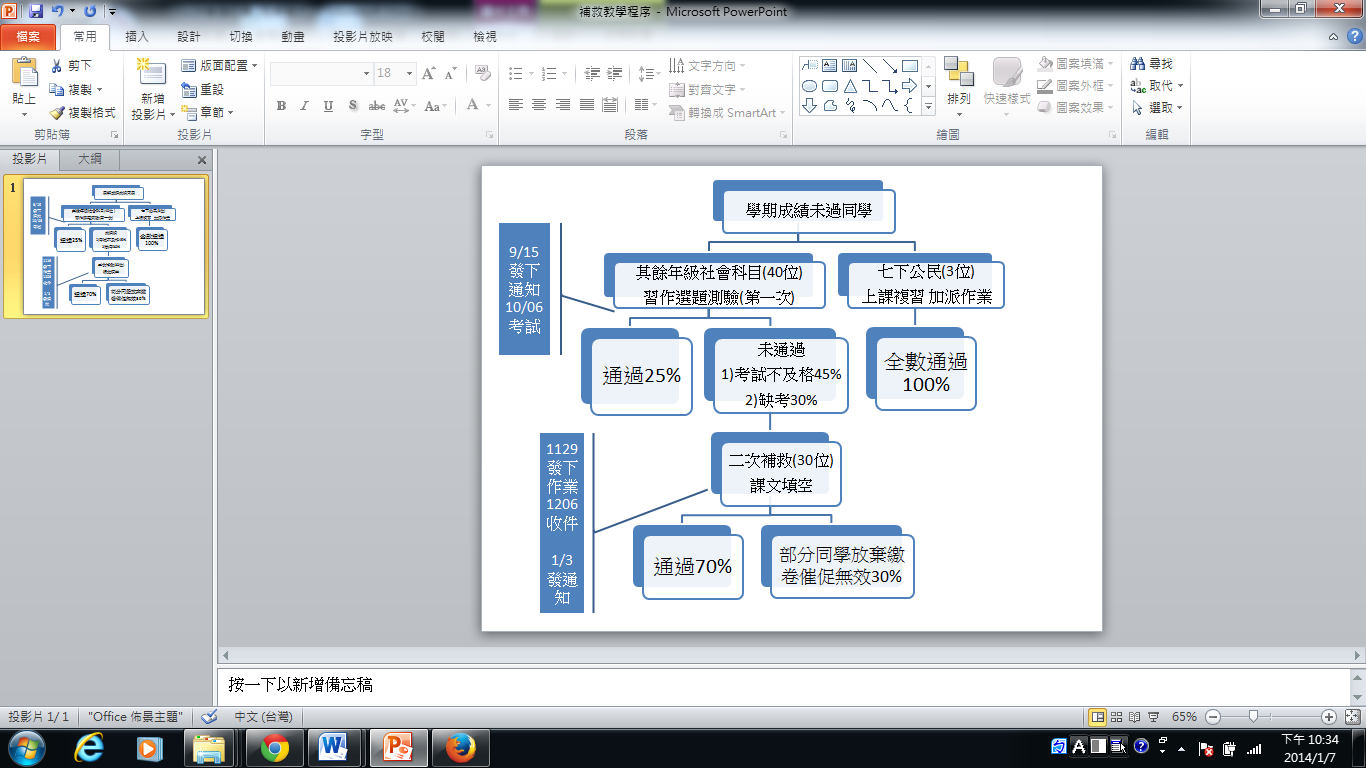 補救教學程序 - Microsoft PowerPoint
檔案 常用 插入 設計 切換 動畫 投影片放映 校閱 檢視
貼上
剪下
複製
複製格式
剪貼簿
新增
投影片
版面配置
重設
章節
投影片
18
B I U S abc AV Aa A
字型
文字方向
對齊文字
轉換成 SmartArt
段落
排列
快速樣式
圖案填滿
圖案外框
圖案效果
繪圖
尋找
取代
選取
編輯
投影片 大綱
1
學期成績未過同學
9/15
發下
通知
10/06
考試
其餘年級社會科目(40位)
習作選題測驗(第一次)
七下公民(3位)
上課複習 加派作業
通過25%
未通過
1)考試不及格45%
2)缺考30%
全數通過
100%
1129
發下
作業
1206
收件
1/3
發通
知
二次補救(30位)
課文填空
通過70%
部分同學放棄繳
卷催促無效30%
按一下以新增備忘稿
投影片 1/ 1 "Office 佈景主題" 中文 (台灣) 65%
下午 10:34
2014/1/7